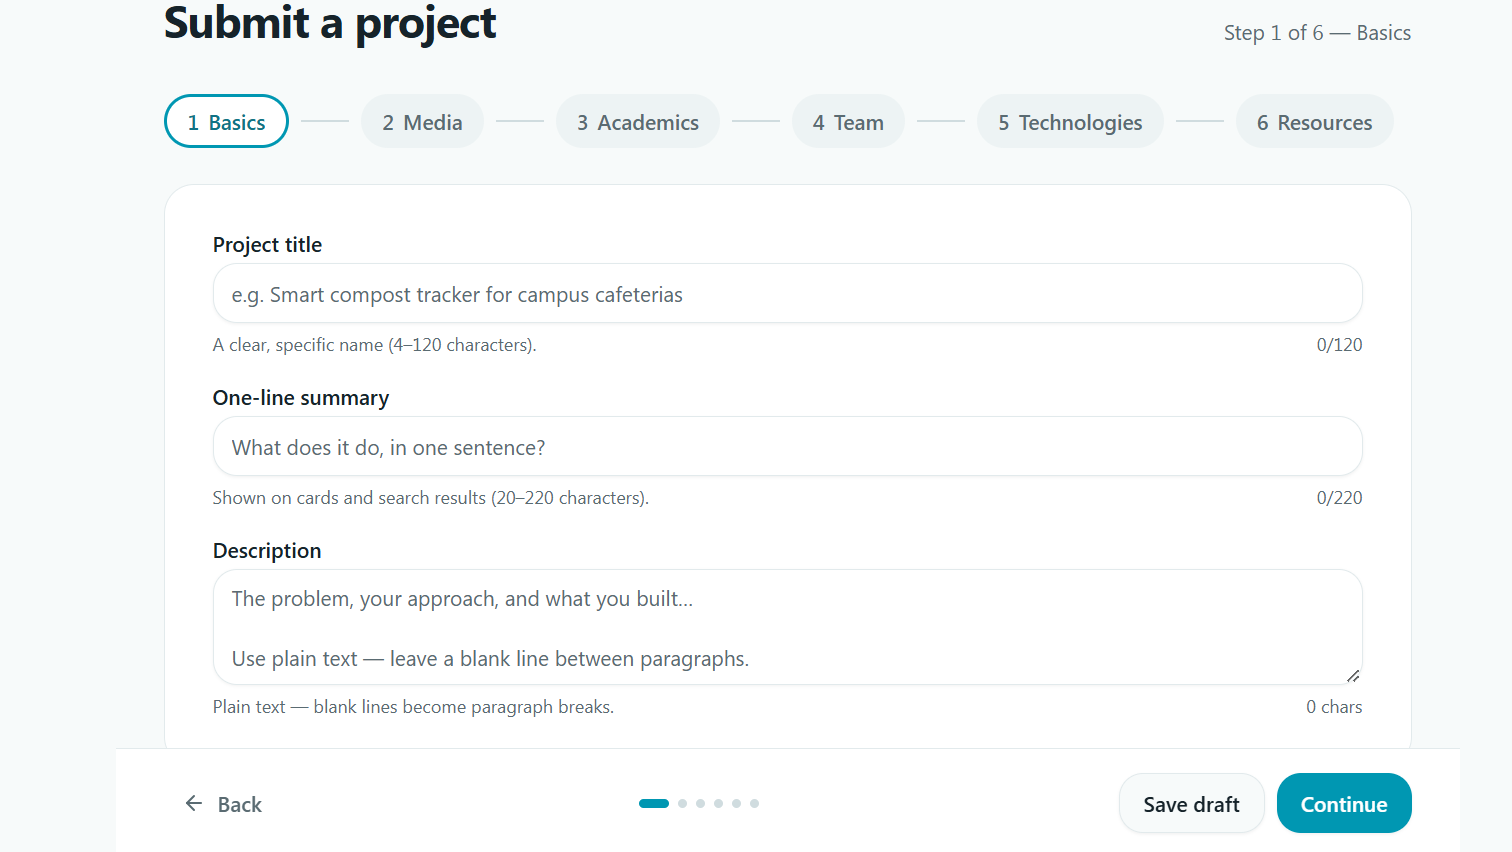 Submit a project
Step 1 of 6 — Basics
1 Basics
2 Media
3 Academics
4 Team
5 Technologies
6 Resources
Project title
e.g. Smart compost tracker for campus cafeterias
A clear, specific name (4–120 characters).
0/120
One-line summary
What does it do, in one sentence?
Shown on cards and search results (20–220 characters).
0/220
Description
The problem, your approach, and what you built...
Use plain text — leave a blank line between paragraphs.
Plain text — blank lines become paragraph breaks.
0 chars
Back
Save draft
Continue